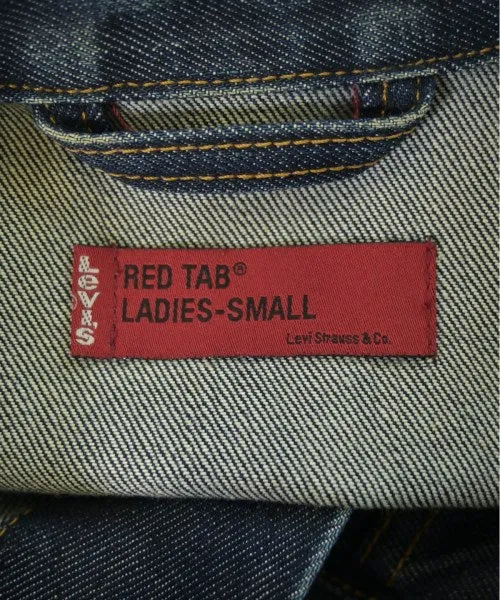 LEVI'S
RED TAB®
LADIES-SMALL
Levi Strauss & Co.